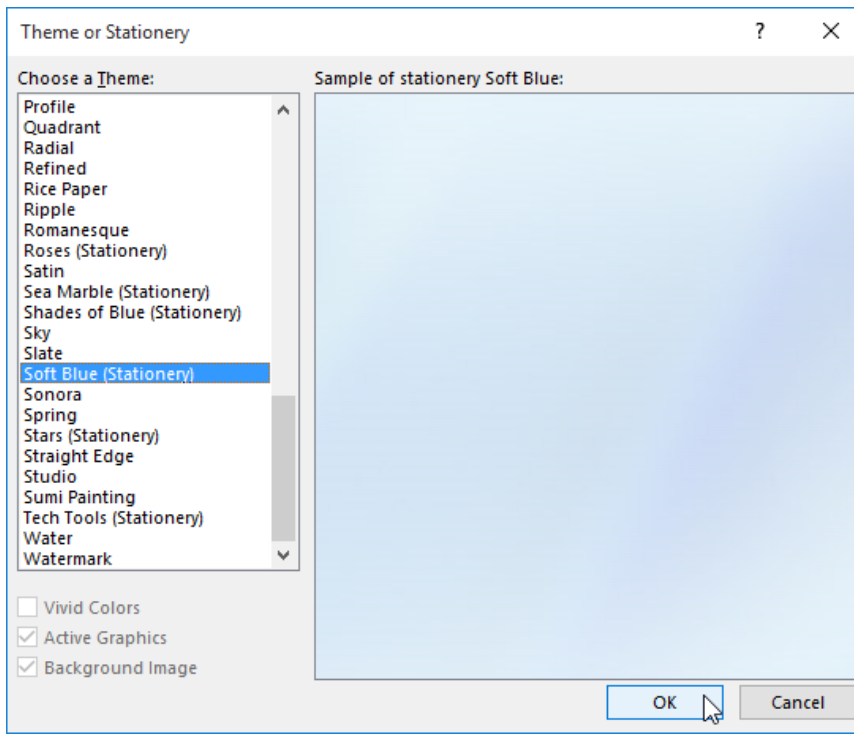 Theme or Stationery
?
Choose a Theme:
Sample of stationery Soft Blue:
Profile
Quadrant
Radial
Refined
Rice Paper
Ripple
Romanesque
Roses (Stationery)
Satin
Sea Marble (Stationery)
Shades of Blue (Stationery)
Sky
Slate
Soft Blue (Stationery)
Sonora
Spring
Stars (Stationery)
Straight Edge
Studio
Sumi Painting
Tech Tools (Stationery)
Water
Watermark
Vivid Colors
Active Graphics
Background Image
OK
Cancel